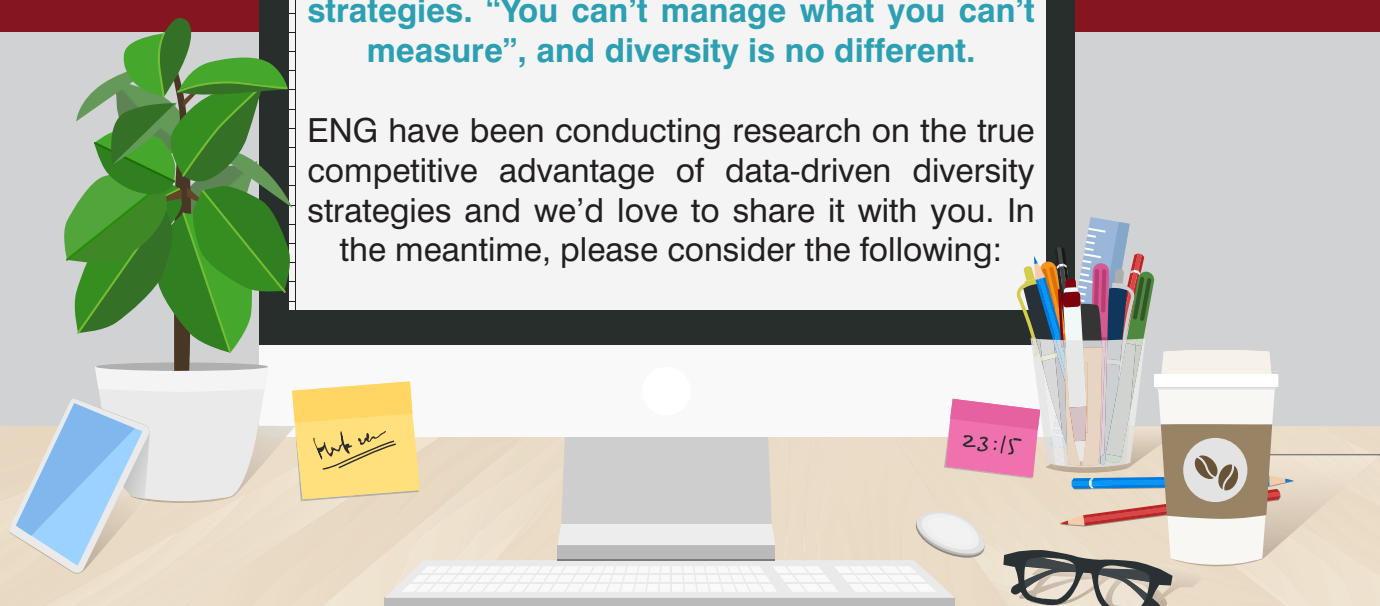 strategies. “You can’t manage what you can’t
measure”, and diversity is no different.
ENG have been conducting research on the true
competitive advantage of data-driven diversity
strategies and we’d love to share it with you. In
the meantime, please consider the following:
23:15